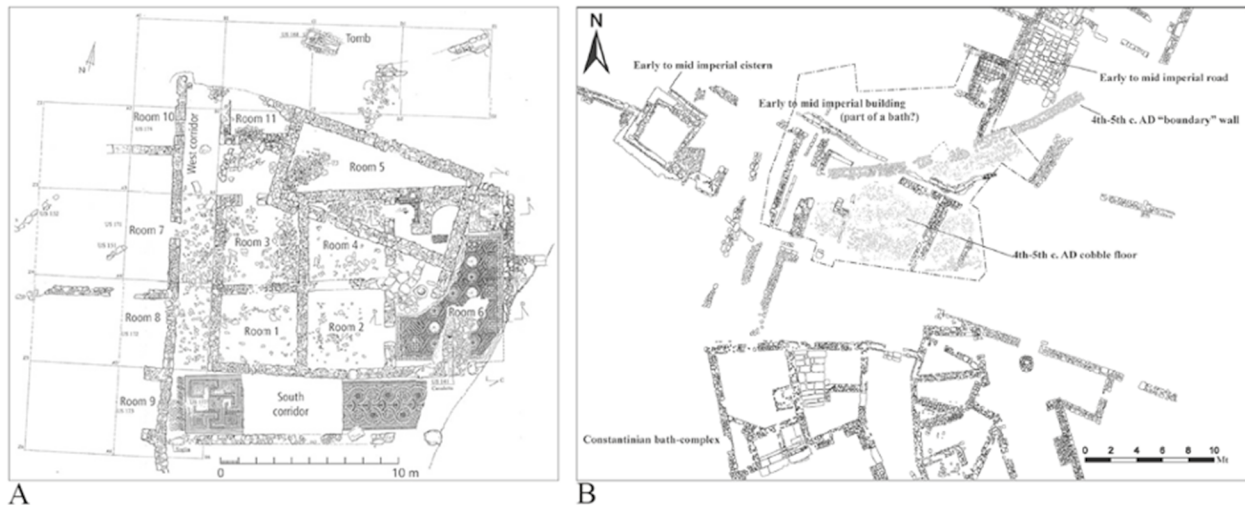 Tomb
N
Room 10
Room 11
West corridor
Room 5
Room 7
Room 3
Room 4
Room 8
Room 1
Room 2
Room 6
Room 9
South
corridor
0
10 m
A
N
Early to mid imperial cistern
Early to mid imperial road
Early to mid imperial building
(part of a bath?)
4th-5th c. AD "boundary" wall
4th-5th c. AD cobble floor
Constantinian bath-complex
0 2 4 6 8 10
Mt
B